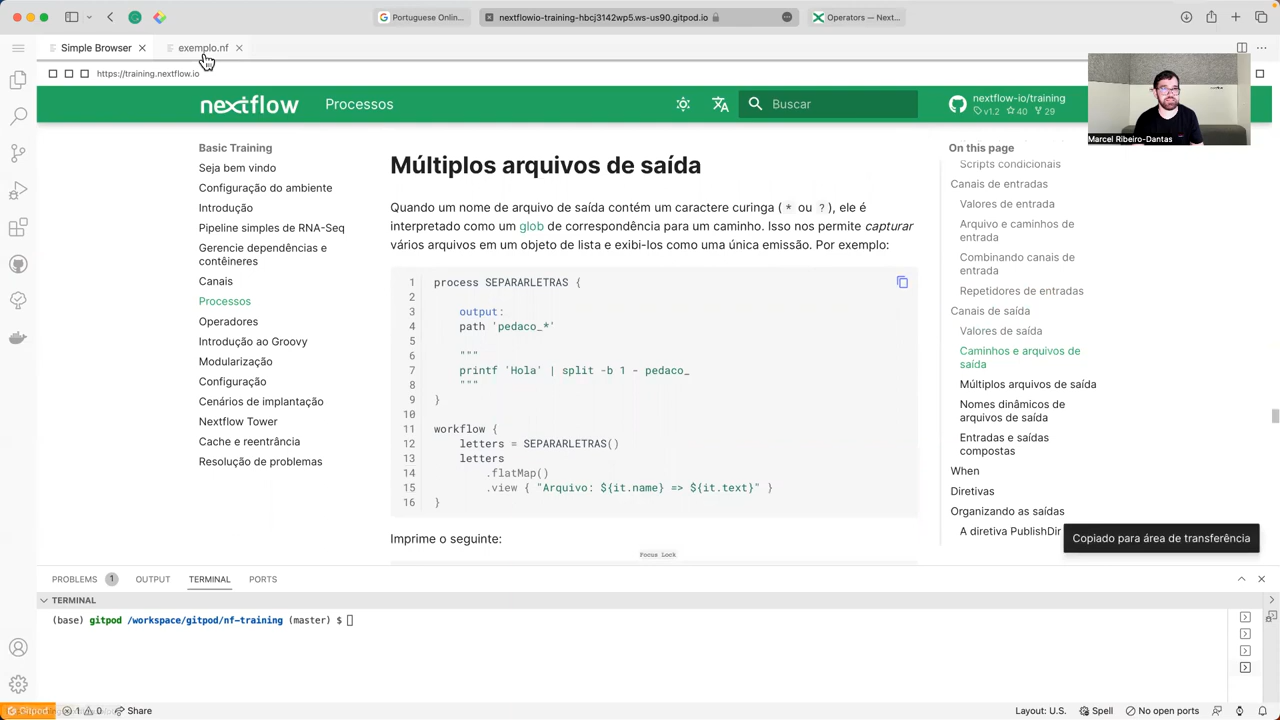 Portuguese Onlin...
nextflowio-training-hbcj3142wp5.ws-us90.gitpod.io
Operators — Next...
Simple Browser
exemplo.nf
https://training.nextflow.io
nextflow
Processos
Buscar
nextflow-io/training
v1.2 40 29
Marcel Ribeiro-Dantas
Basic Training
Seja bem vindo
Configuração do ambiente
Introdução
Pipeline simples de RNA-Seq
Gerencie dependências e
contêineres
Canais
Processos
Operadores
Introdução ao Groovy
Modularização
Configuração
Cenários de implantação
Nextflow Tower
Cache e reentrância
Resolução de problemas
Múltiplos arquivos de saída
Quando um nome de arquivo de saída contém um caractere curinga ( * ou ? ), ele é
interpretado como um glob de correspondência para um caminho. Isso nos permite capturar
vários arquivos em um objeto de lista e exibi-los como uma única emissão. Por exemplo:
1 process SEPARARLETRAS {
2
3 output:
4 path 'pedaco_*'
5
6 """
7 printf 'Hola' | split -b 1 - pedaco_
8 """
9 }
10
11 workflow {
12 letters = SEPARARLETRAS()
13 letters
14 .flatMap()
15 .view { "Arquivo: ${it.name} => ${it.text}" }
16 }
Imprime o seguinte:
Focus Lock
On this page
Scripts condicionais
Canais de entradas
Valores de entrada
Arquivo e caminhos de
entrada
Combinando canais de
entrada
Repetidores de entradas
Canais de saída
Valores de saída
Caminhos e arquivos de
saída
Múltiplos arquivos de saída
Nomes dinâmicos de
arquivos de saída
Entradas e saídas
compostas
When
Diretivas
Organizando as saídas
A diretiva PublishDir
Copiado para área de transferência
PROBLEMS 1 OUTPUT TERMINAL PORTS
TERMINAL
(base) gitpod /workspace/gitpod/nf-training (master) $
Gitpod 1 0 Share
Layout: U.S. Spell No open ports